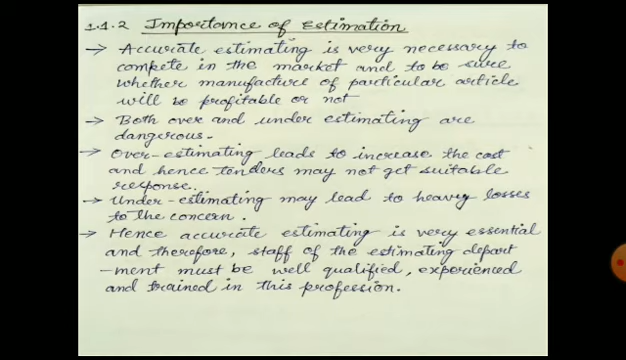 1.1.2 Importance of Estimation
→ Accurate estimating is very necessary to
compete in the market and to be sure
whether manufacture of particular article
will be profitable or not
→ Both over and under estimating are
dangerous.
→ Over-estimating leads to increase the cost
and hence tenders may not get suitable
response.
→ Under-estimating may lead to heavy losses
to the concern.
→ Hence accurate estimating is very essential
and therefore, staff of the estimating depart
-ment must be well qualified, experienced
and trained in this profession.